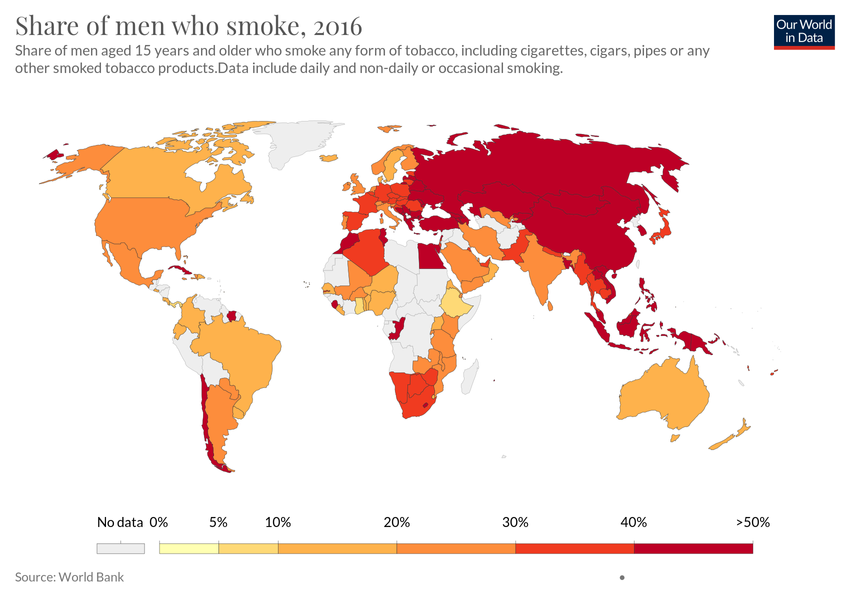 Share of men who smoke, 2016
Our World
in Data
Share of men aged 15 years and older who smoke any form of tobacco, including cigarettes, cigars, pipes or any
other smoked tobacco products.Data include daily and non-daily or occasional smoking.
No data 0% 5% 10% 20% 30% 40% >50%
Source: World Bank